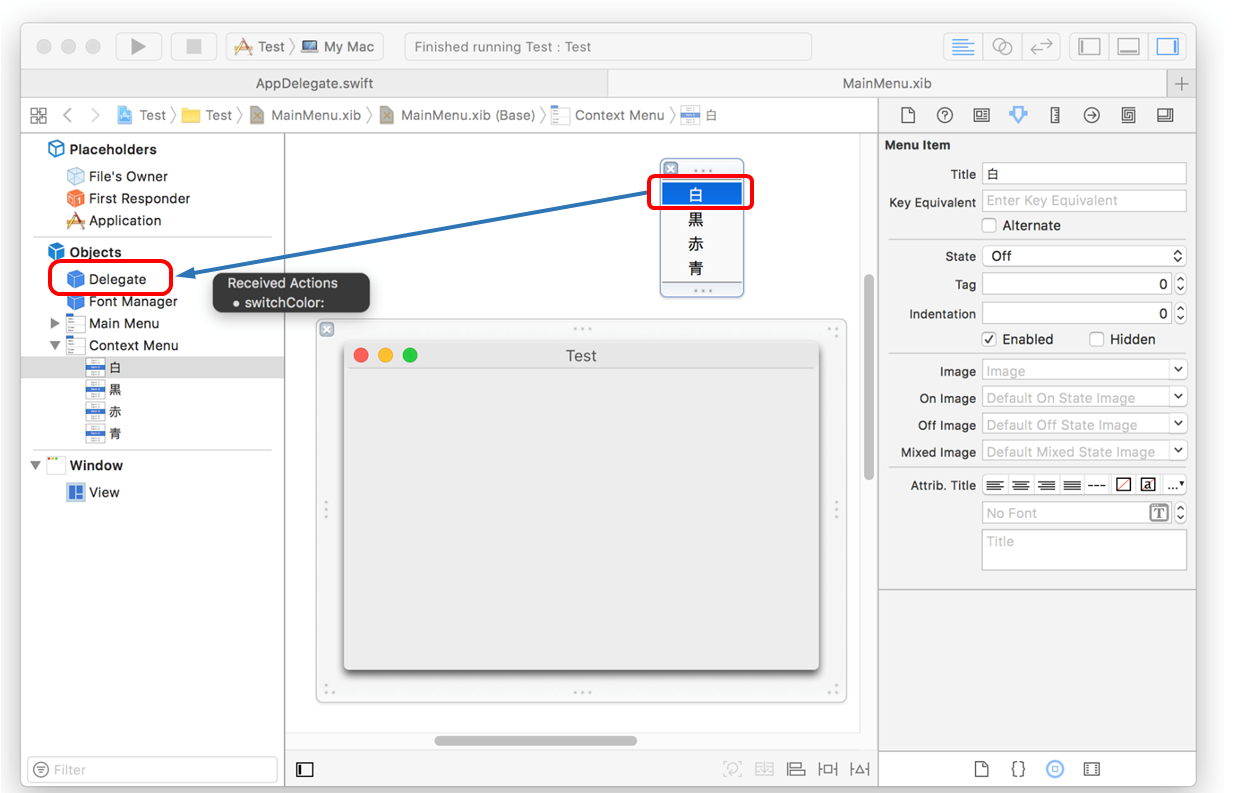 Test 〉 My Mac
Finished running Test : Test
AppDelegate.swift
MainMenu.xib
Test 〉 Test 〉 MainMenu.xib 〉 MainMenu.xib (Base) 〉 Context Menu 〉 白
Placeholders
File's Owner
First Responder
Application
Objects
Delegate
Font Manager
Main Menu
Context Menu
白
黒
赤
青
Window
View
Filter
Received Actions
• switchColor:
白
黒
赤
青
Test
Menu Item
Title 白
Key Equivalent Enter Key Equivalent
Alternate
State Off
Tag 0
Indentation 0
Enabled Hidden
Image Image
On Image Default On State Image
Off Image Default Off State Image
Mixed Image Default Mixed State Image
Attrib. Title
No Font
Title